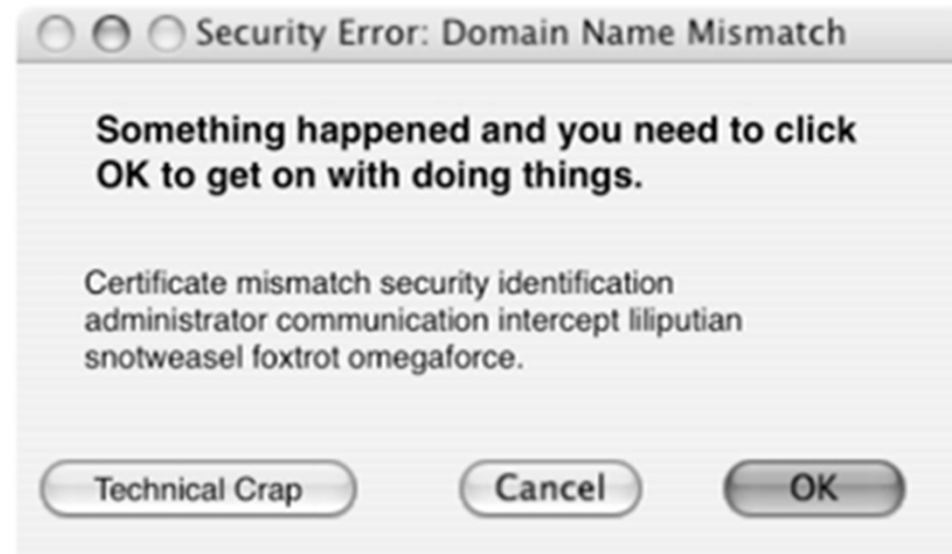 Security Error: Domain Name Mismatch
Something happened and you need to click
OK to get on with doing things.
Certificate mismatch security identification
administrator communication intercept liliputian
snotweasel foxtrot omegaforce.
Technical Crap Cancel OK